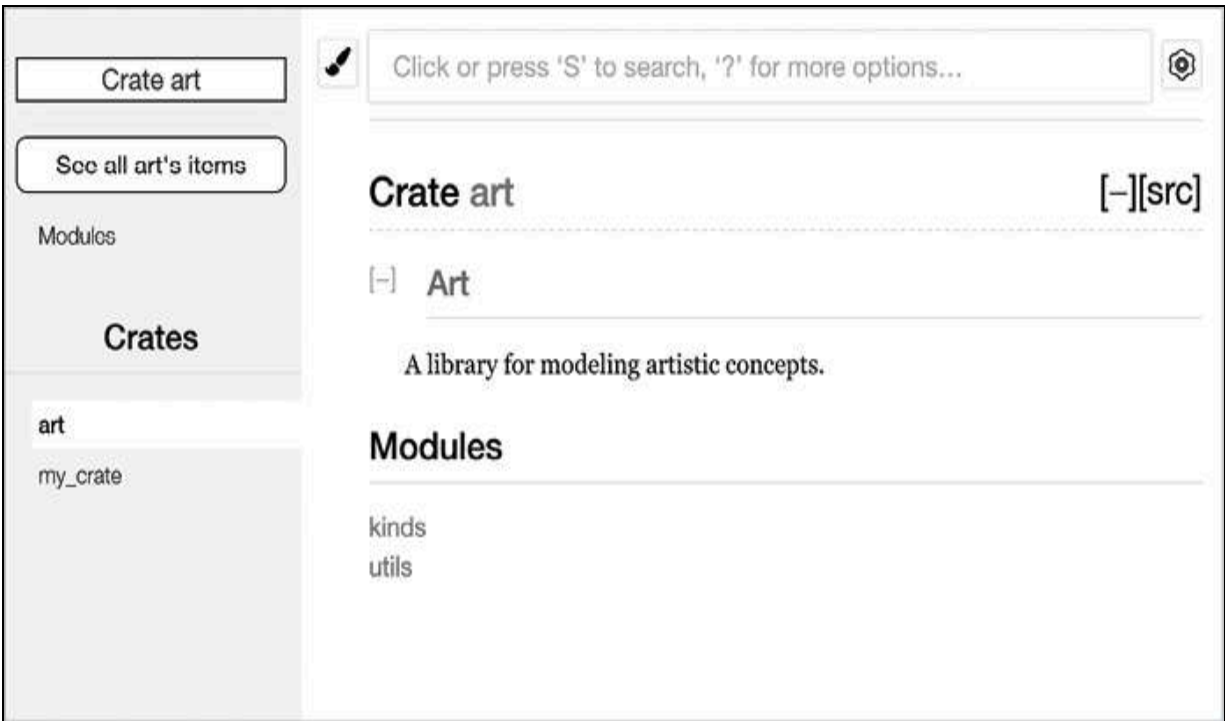 Crate art
See all art's items
Modules
Crates
art
my_crate
Click or press ‘S’ to search, ‘?’ for more options…
Crate art
[−][src]
[−] Art
A library for modeling artistic concepts.
Modules
kinds
utils